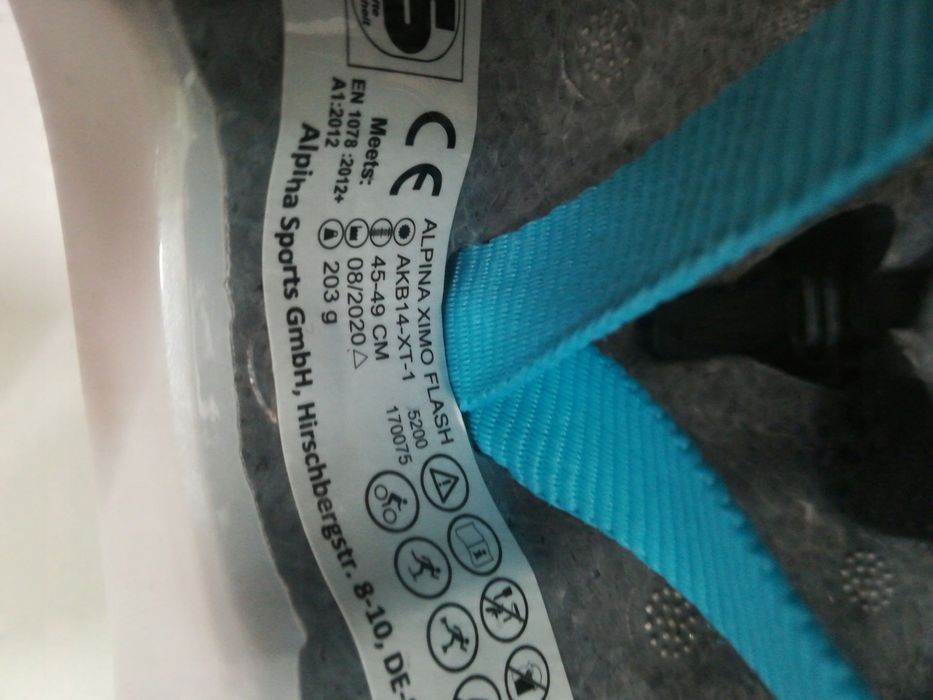 CE
Meets:
EN 1078 :2012+
A1:2012
ALPINA XIMO FLASH
AKB14-XT-1 5200
45-49 CM 170075
08/2020
203 g
Alpina Sports GmbH, Hirschbergstr. 8-10, DE-